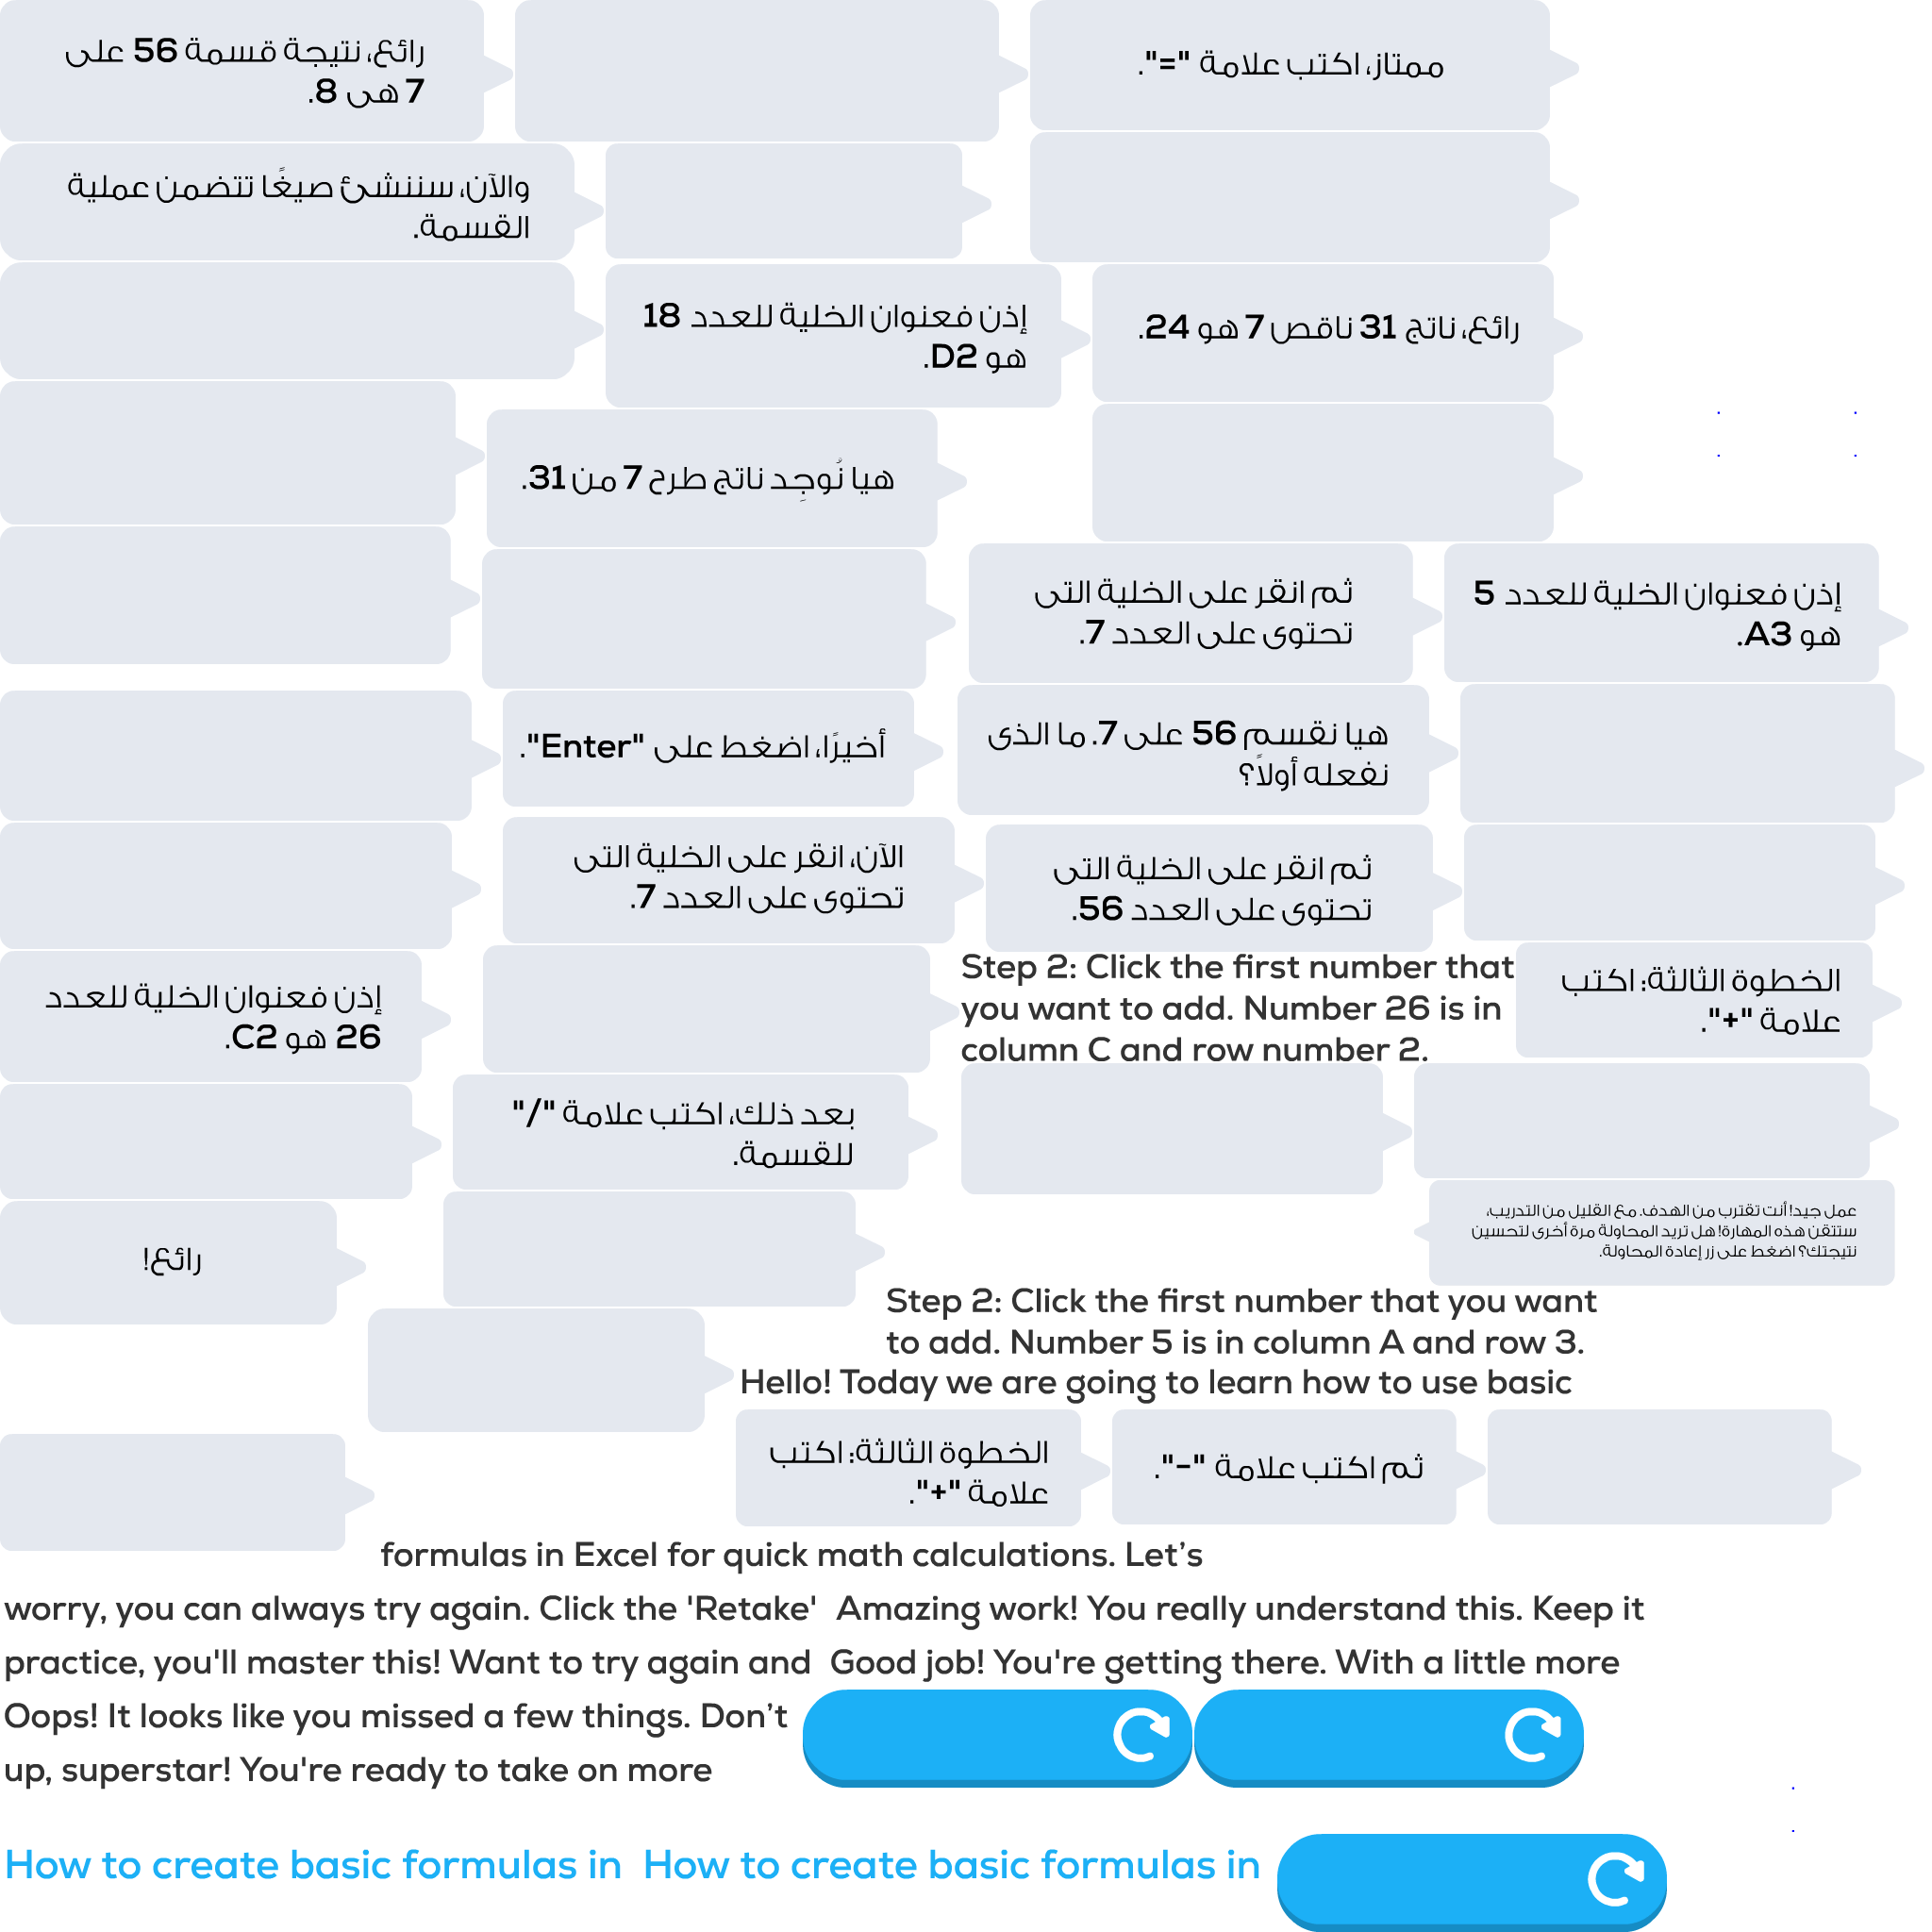 رائع، نتيجة قسمة 56 على
7 هى 8.
ممتاز، اكتب علامة "=".
والآن، سننشئ صيغًا تتضمن عملية
القسمة.
إذن فعنوان الخلية للعدد 18
هو D2.
رائع، ناتج 31 ناقص 7 هو 24.
هيا نُوجِد ناتج طرح 7 من 31.
ثم انقر على الخلية التى
تحتوى على العدد 7.
إذن فعنوان الخلية للعدد 5
هو A3.
أخيرًا، اضغط على "Enter".
هيا نقسم 56 على 7. ما الذى
نفعله أولاً؟
الآن، انقر على الخلية التى
تحتوى على العدد 7.
ثم انقر على الخلية التى
تحتوى على العدد 56.
إذن فعنوان الخلية للعدد
26 هو C2.
Step 2: Click the first number that
you want to add. Number 26 is in
column C and row number 2.
الخطوة الثالثة: اكتب
علامة "+".
بعد ذلك، اكتب علامة "/"
للقسمة.
عمل جيد! أنت تقترب من الهدف. مع القليل من التدريب،
ستتقن هذه المهارة! هل تريد المحاولة مرة أخرى لتحسين
نتيجتك؟ اضغط على زر إعادة المحاولة.
رائع!
Step 2: Click the first number that you want
to add. Number 5 is in column A and row 3.
Hello! Today we are going to learn how to use basic
الخطوة الثالثة: اكتب
علامة "+".
ثم اكتب علامة "-".
formulas in Excel for quick math calculations. Let’s
worry, you can always try again. Click the 'Retake'
Amazing work! You really understand this. Keep it
practice, you'll master this! Want to try again and
Good job! You're getting there. With a little more
Oops! It looks like you missed a few things. Don’t
up, superstar! You're ready to take on more
How to create basic formulas in
How to create basic formulas in